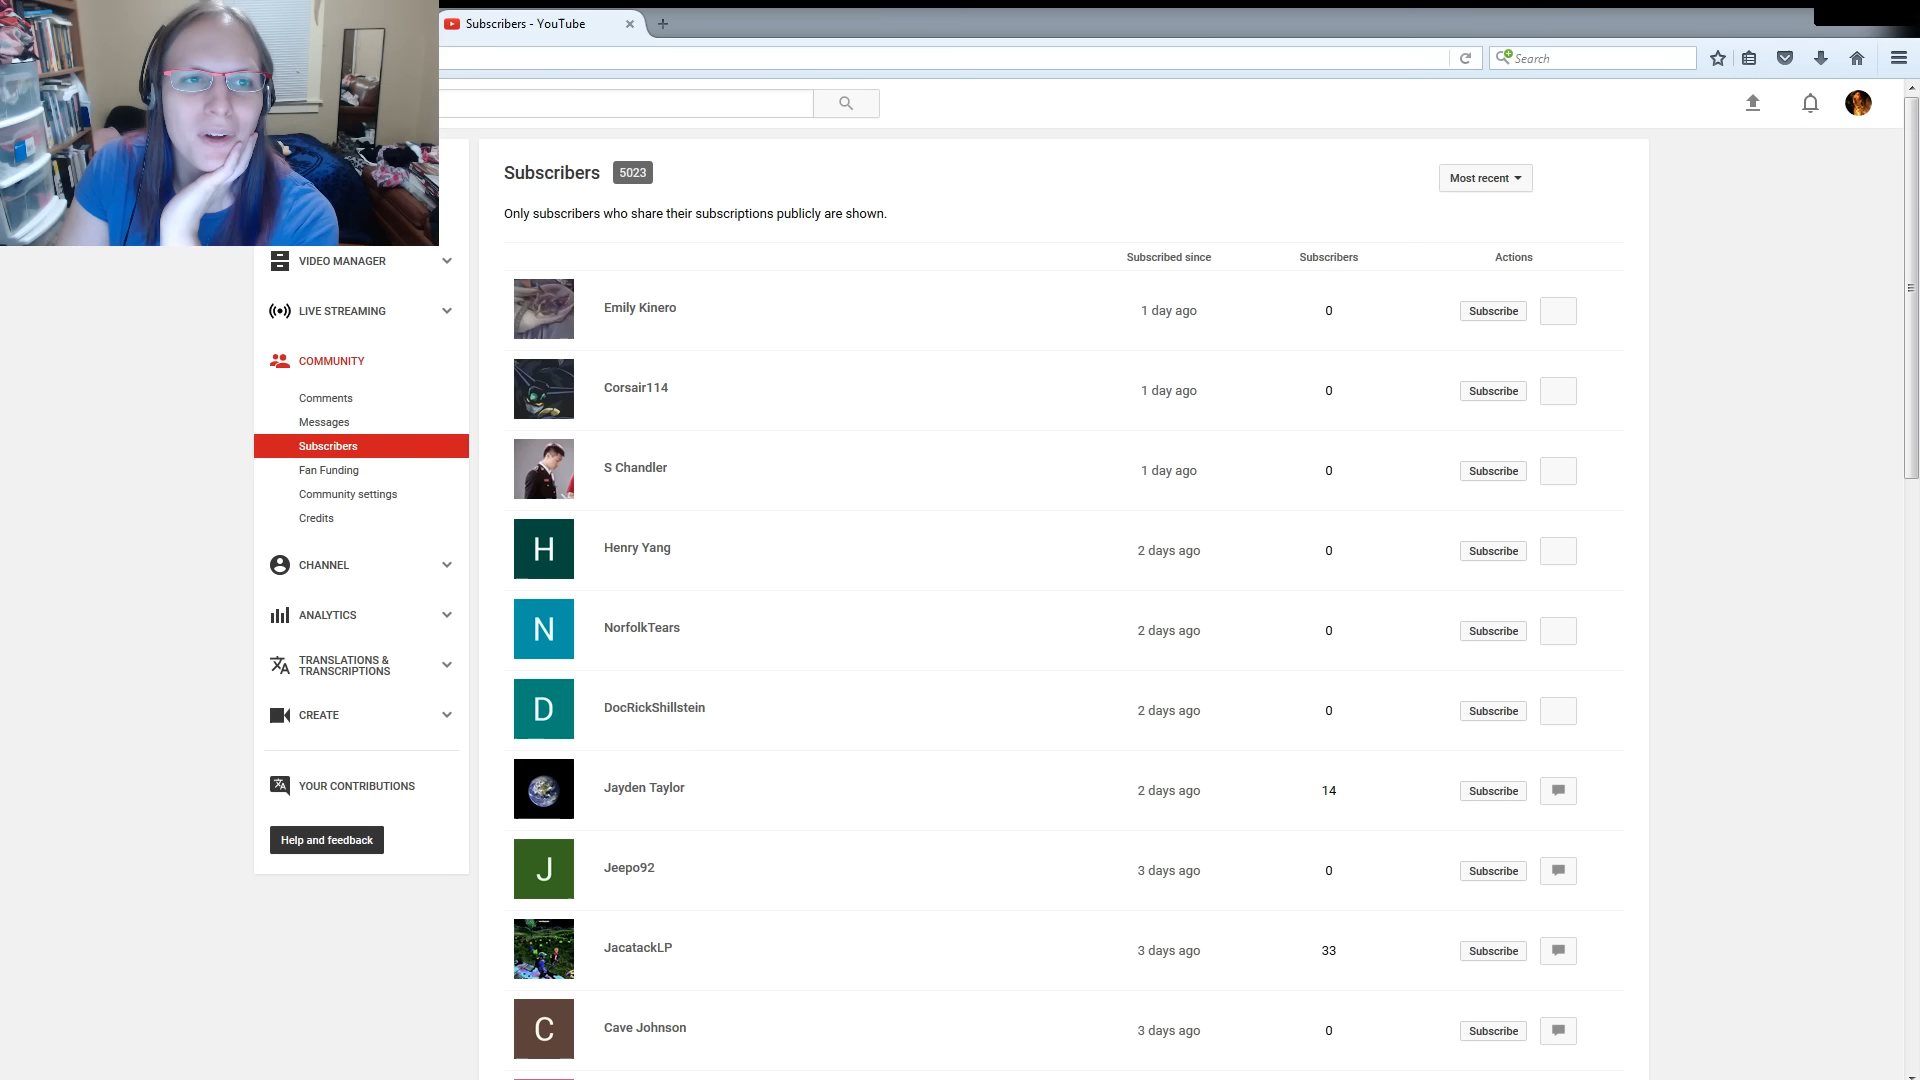 Subscribers - YouTube
Search
Subscribers 5023
Most recent
Only subscribers who share their subscriptions publicly are shown.
Subscribed since Subscribers Actions
Emily Kinero 1 day ago 0 Subscribe
Corsair114 1 day ago 0 Subscribe
S Chandler 1 day ago 0 Subscribe
H Henry Yang 2 days ago 0 Subscribe
N NorfolkTears 2 days ago 0 Subscribe
D DocRickShillstein 2 days ago 0 Subscribe
Jayden Taylor 2 days ago 14 Subscribe
J Jeepo92 3 days ago 0 Subscribe
JacatackLP 3 days ago 33 Subscribe
C Cave Johnson 3 days ago 0 Subscribe
VIDEO MANAGER
LIVE STREAMING
COMMUNITY
Comments
Messages
Subscribers
Fan Funding
Community settings
Credits
CHANNEL
ANALYTICS
TRANSLATIONS &
TRANSCRIPTIONS
CREATE
YOUR CONTRIBUTIONS
Help and feedback